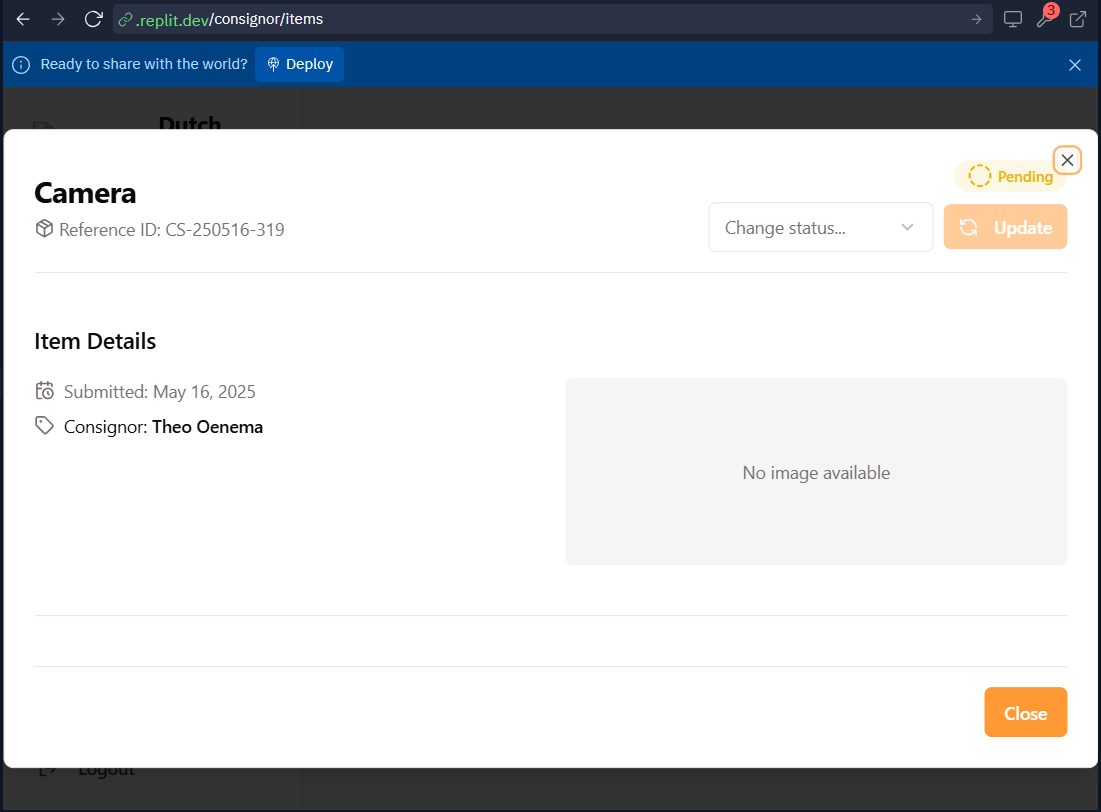 .replit.dev/consignor/items
3
Ready to share with the world?
Deploy
Dutch
Pending
Camera
Reference ID: CS-250516-319
Change status...
Update
Item Details
Submitted: May 16, 2025
Consignor: Theo Oenema
No image available
Close
Logout